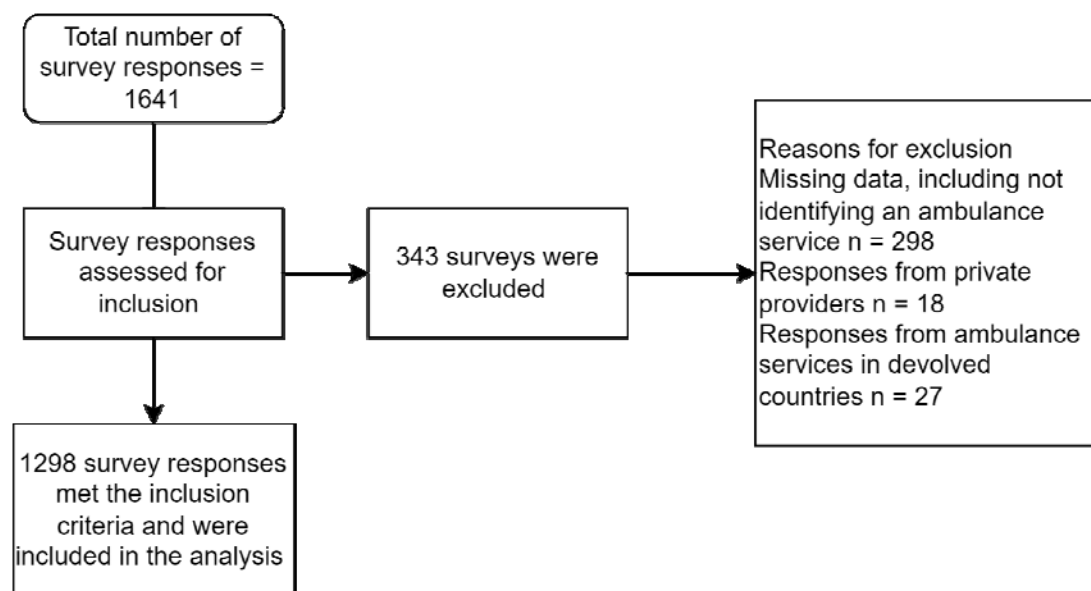 Total number of
survey responses =
1641
Survey responses
assessed for
inclusion
343 surveys were
excluded
Reasons for exclusion
Missing data, including not
identifying an ambulance
service n = 298
Responses from private
providers n = 18
Responses from ambulance
services in devolved
countries n = 27
1298 survey responses
met the inclusion
criteria and were
included in the analysis